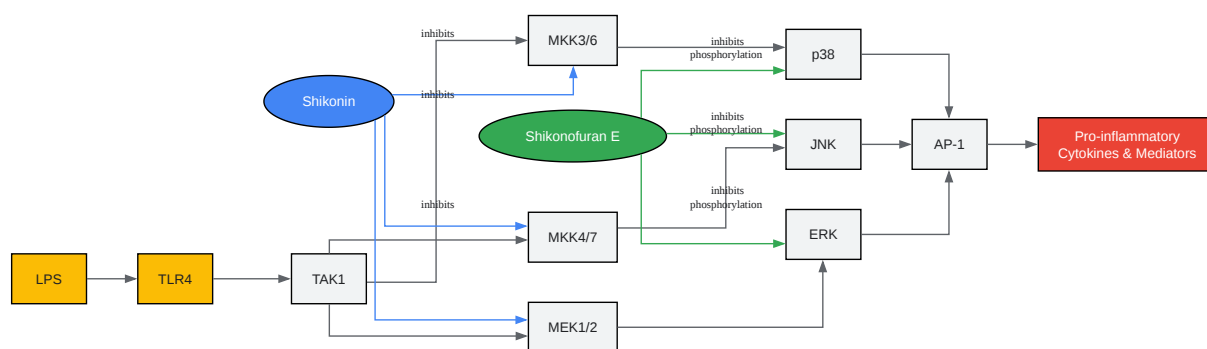 inhibits
MKK3/6
inhibits
phosphorylation
p38
Shikonin
inhibits
Shikonofuran E
inhibits
phosphorylation
JNK
AP-1
Pro-inflammatory
Cytokines & Mediators
inhibits
inhibits
phosphorylation
MKK4/7
ERK
LPS
TLR4
TAK1
MEK1/2